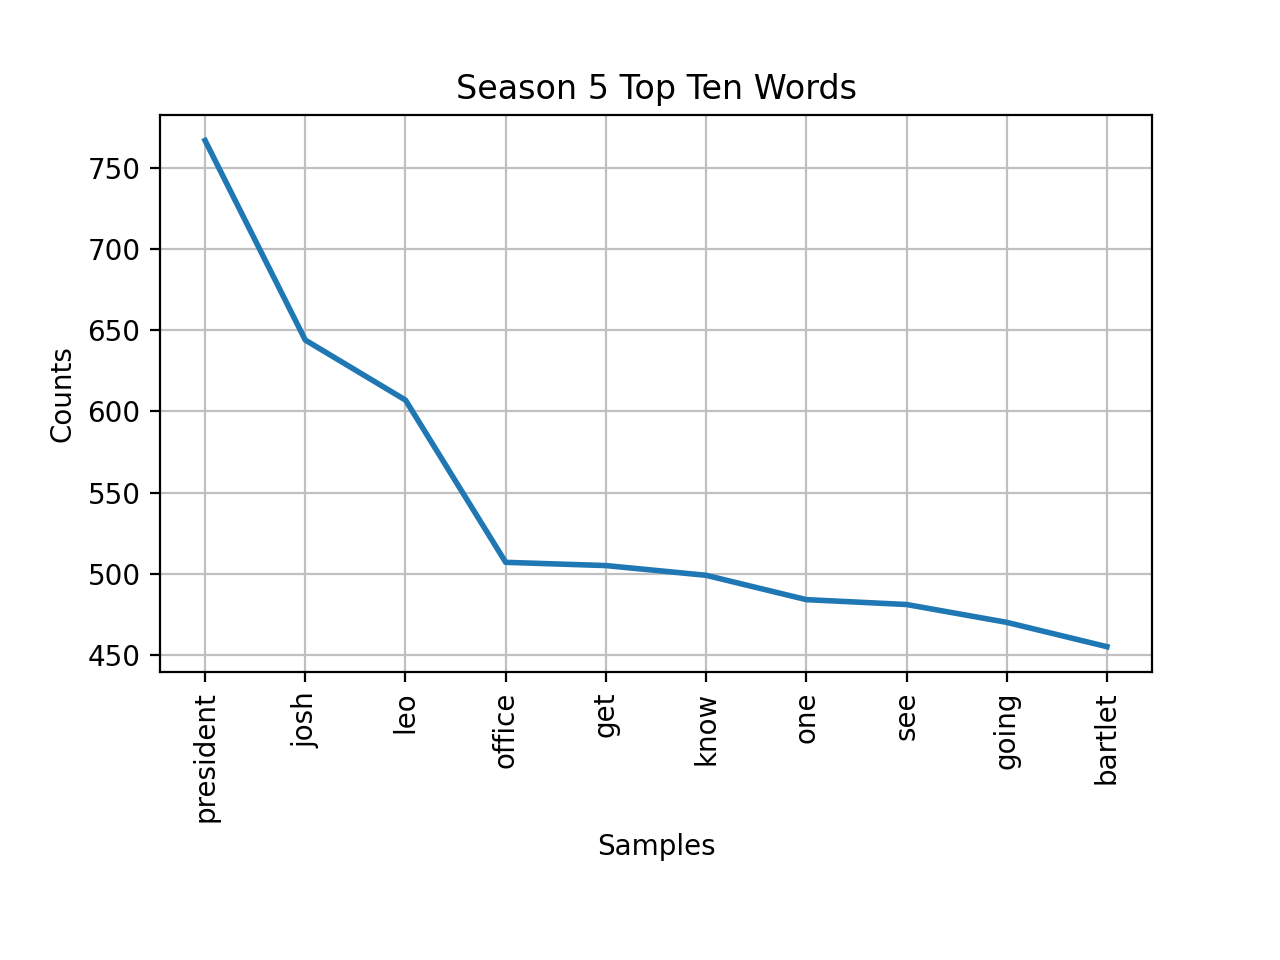 Season 5 Top Ten Words
Counts
750
700
650
600
550
500
450
president
josh
leo
office
get
know
one
see
going
bartlet
Samples